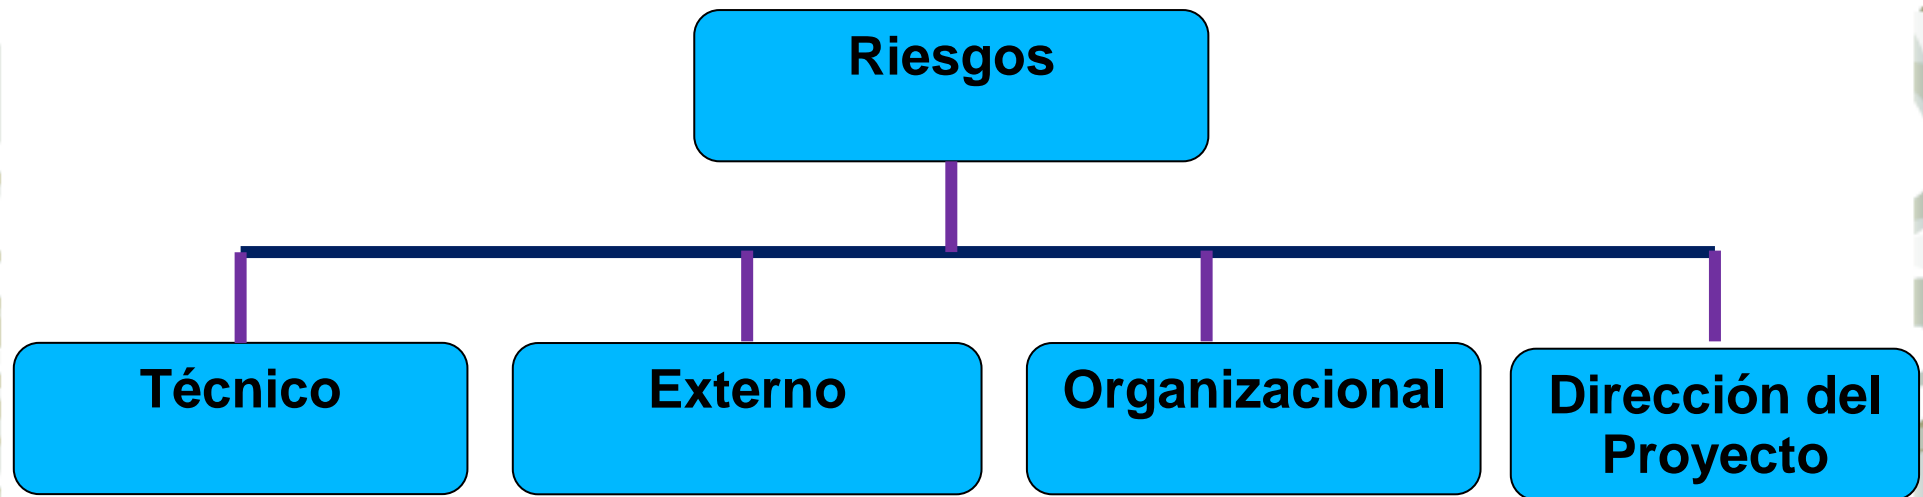 Riesgos
Técnico
Externo
Organizacional
Dirección del
Proyecto